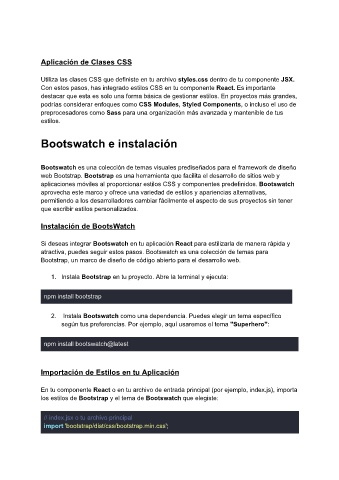 Aplicación de Clases CSS
Utiliza las clases CSS que definiste en tu archivo styles.css dentro de tu componente JSX.
Con estos pasos, has integrado estilos CSS en tu componente React. Es importante
destacar que esta es solo una forma básica de gestionar estilos. En proyectos más grandes,
podrías considerar enfoques como CSS Modules, Styled Components, o incluso el uso de
preprocesadores como Sass para una organización más avanzada y mantenible de tus
estilos.
Bootswatch e instalación
Bootswatch es una colección de temas visuales prediseñados para el framework de diseño
web Bootstrap. Bootstrap es una herramienta que facilita el desarrollo de sitios web y
aplicaciones móviles al proporcionar estilos CSS y componentes predefinidos. Bootswatch
aprovecha este marco y ofrece una variedad de estilos y apariencias alternativas,
permitiendo a los desarrolladores cambiar fácilmente el aspecto de sus proyectos sin tener
que escribir estilos personalizados.
Instalación de BootsWatch
Si deseas integrar Bootswatch en tu aplicación React para estilizarla de manera rápida y
atractiva, puedes seguir estos pasos. Bootswatch es una colección de temas para
Bootstrap, un marco de diseño de código abierto para el desarrollo web.
1. Instala Bootstrap en tu proyecto. Abre la terminal y ejecuta:
npm install bootstrap
2. Instala Bootswatch como una dependencia. Puedes elegir un tema específico
según tus preferencias. Por ejemplo, aquí usaremos el tema "Superhero":
npm install bootswatch@latest
Importación de Estilos en tu Aplicación
En tu componente React o en tu archivo de entrada principal (por ejemplo, index.js), importa
los estilos de Bootstrap y el tema de Bootswatch que elegiste:
// index.jsx o tu archivo principal
import 'bootstrap/dist/css/bootstrap.min.css';